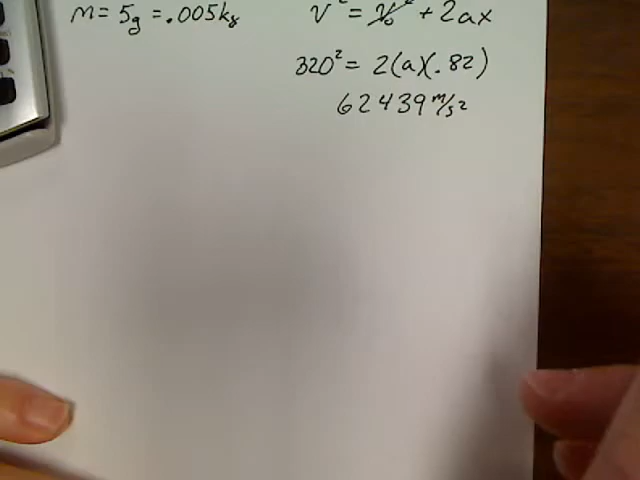 m = 5g = .005kg
v² = v₀² + 2ax
320² = 2(a)(.82)
62439 m/s²